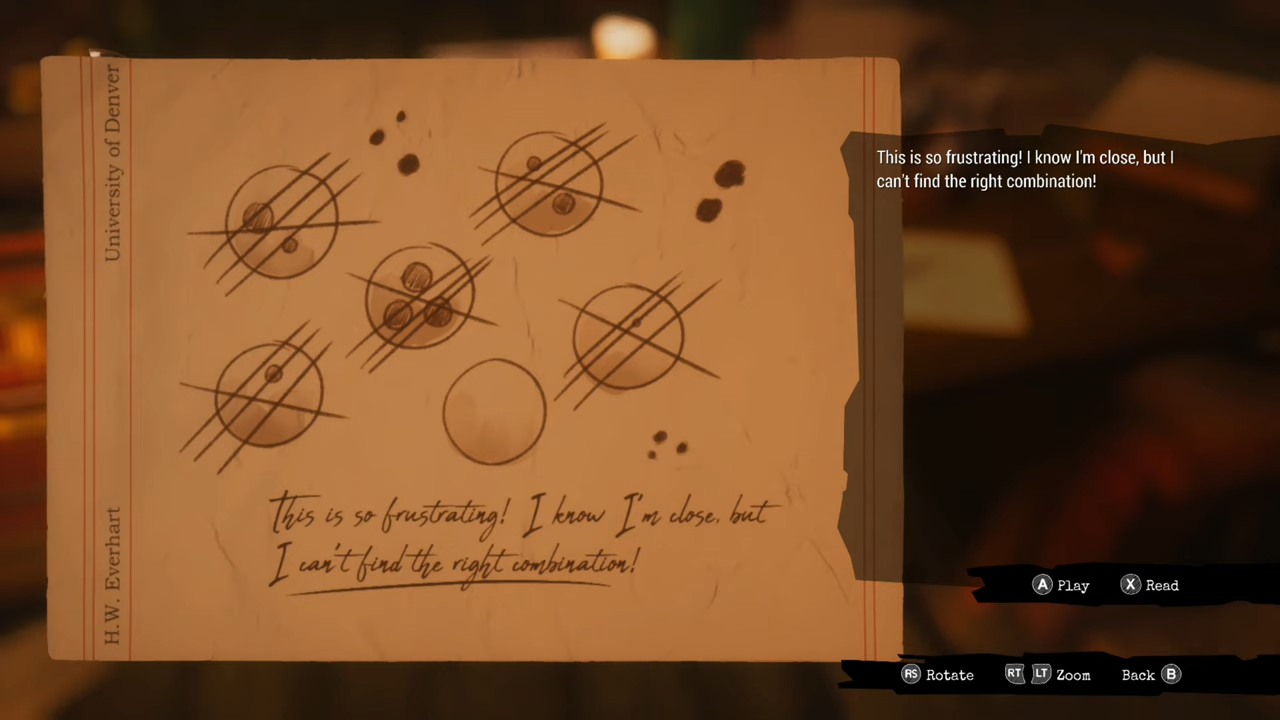 University of Denver
H.W. Everhart
This is so frustrating! I know I'm close, but
I can't find the right combination!
This is so frustrating! I know I'm close, but I
can't find the right combination!
A Play
X Read
RS Rotate
RT LT Zoom
Back B